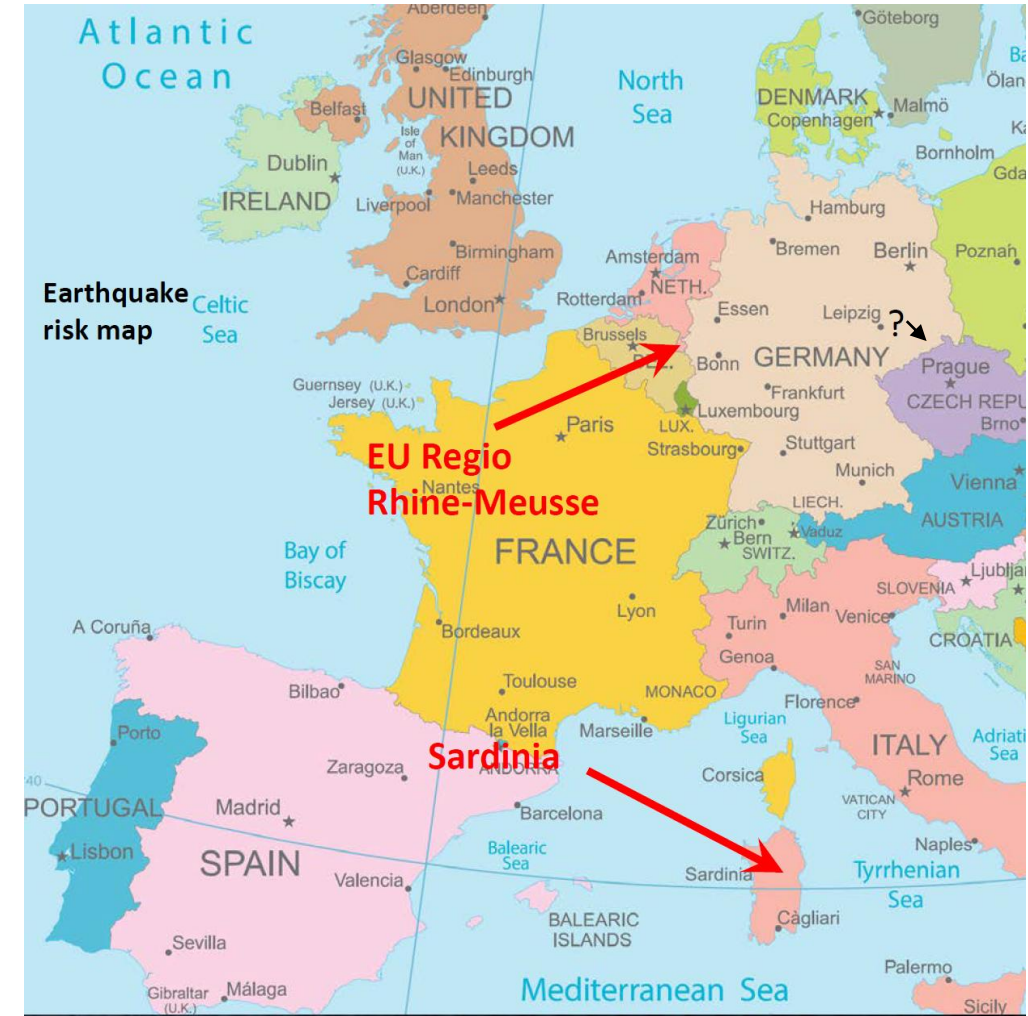 Aberdeen
Göteborg
Atlantic
Ocean
Glasgow
Edinburgh
North
Sea
UNITED
KINGDOM
DENMARK
Copenhagen
Malmö
Belfast
Isle
of
Man
(U.K.)
Bornholm
Dublin
IRELAND
Leeds
Liverpool
Manchester
Hamburg
Birmingham
Bremen
Berlin
Poznań
Amsterdam
NETH.
Cardiff
Rotterdam
London
Earthquake
risk map
Celtic
Sea
Essen
Leipzig
?
Brussels
Bonn
GERMANY
Prague
Guernsey (U.K.)
Jersey (U.K.)
Frankfurt
CZECH REPU
Luxembourg
LUX.
Brno
Paris
Strasbourg
Stuttgart
EU Regio
Rhine-Meusse
Nantes
Munich
Vienna
LIECH.
AUSTRIA
Zürich
Vaduz
Bern
SWITZ.
Bay of
Biscay
FRANCE
SLOVENIA
Ljubljan
Lyon
Milan
Venice
Turin
CROATIA
A Coruña
Bordeaux
Genoa
SAN
MARINO
Bilbao
Toulouse
MONACO
Florence
Andorra
la Vella
Marseille
Ligurian
Sea
Porto
Sardinia
ANDORRA
ITALY
Adriati
Sea
Zaragoza
Corsica
Rome
40
PORTUGAL
Madrid
Barcelona
VATICAN
CITY
Lisbon
SPAIN
Balearic
Sea
Naples
Valencia
Sardinia
Tyrrhenian
Sea
BALEARIC
ISLANDS
Càgliari
Sevilla
Palermo
Gibraltar
(U.K.)
Málaga
Mediterranean Sea
Sicily